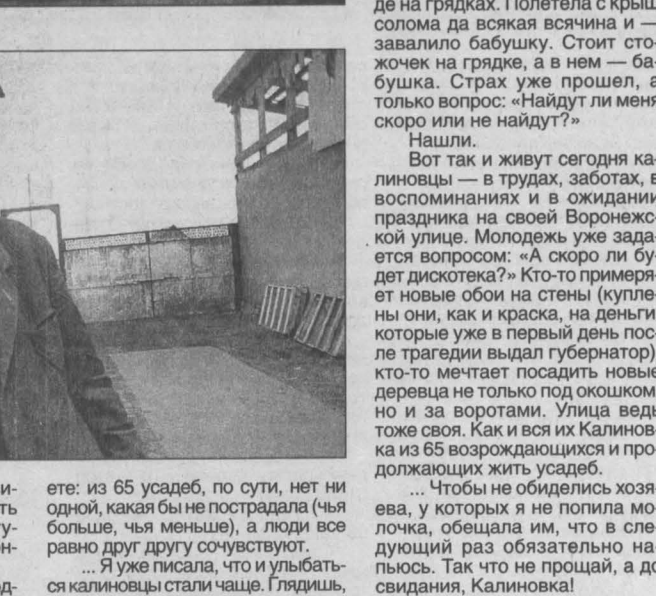 и-
ть
ту-
он-
од-
ете: из 65 усадеб, по сути, нет ни
одной, какая бы не пострадала (чья
больше, чья меньше), а люди все
равно друг другу сочувствуют.
... Я уже писала, что и улыбать-
ся калиновцы стали чаще. Глядишь,
де на грядках. Полетела с крыш
солома да всякая всячина и —
завалило бабушку. Стоит сто-
жочек на грядке, а в нем — ба-
бушка. Страх уже прошел, а
только вопрос: «Найдут ли меня
скоро или не найдут?»
Нашли.
Вот так и живут сегодня ка-
линовцы — в трудах, заботах, в
воспоминаниях и в ожидании
праздника на своей Воронежс-
кой улице. Молодежь уже зада-
ется вопросом: «А скоро ли бу-
дет дискотека?» Кто-то примеря-
ет новые обои на стены (купле-
ны они, как и краска, на деньги,
которые уже в первый день пос-
ле трагедии выдал губернатор),
кто-то мечтает посадить новые
деревца не только под окошком,
но и за воротами. Улица ведь
тоже своя. Как и вся их Калинов-
ка из 65 возрождающихся и про-
должающих жить усадеб.
... Чтобы не обиделись хозя-
ева, у которых я не попила мо-
лочка, обещала им, что в сле-
дующий раз обязательно на-
пьюсь. Так что не прощай, а до
свидания, Калиновка!